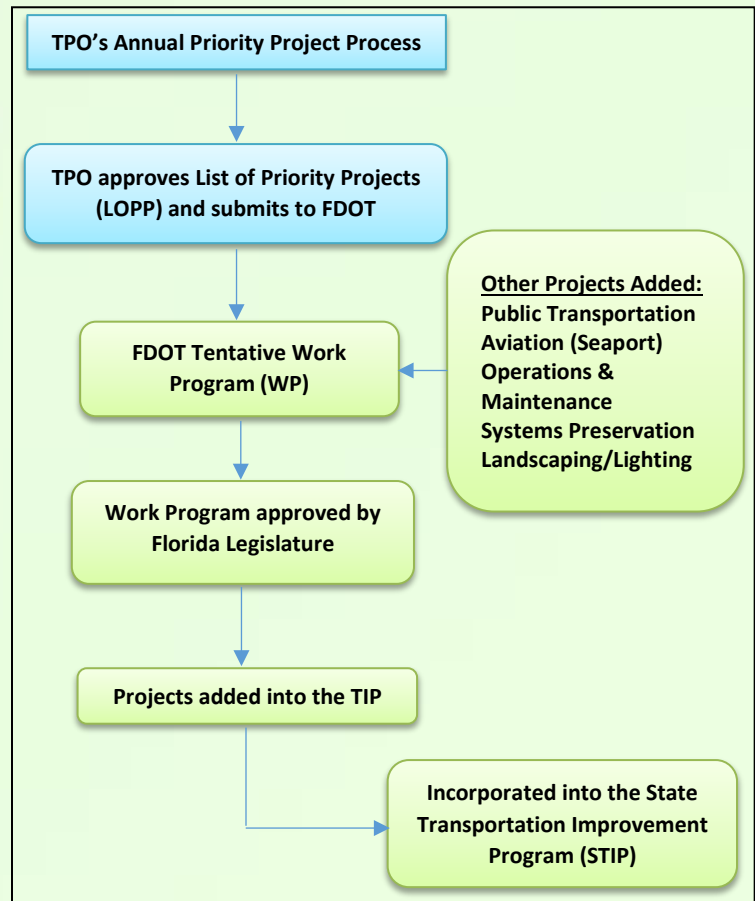 TPO's Annual Priority Project Process
TPO approves List of Priority Projects
(LOPP) and submits to FDOT
Other Projects Added:
Public Transportation
Aviation (Seaport)
Operations &
Maintenance
Systems Preservation
Landscaping/Lighting
FDOT Tentative Work
Program (WP)
Work Program approved by
Florida Legislature
Projects added into the TIP
Incorporated into the State
Transportation Improvement
Program (STIP)